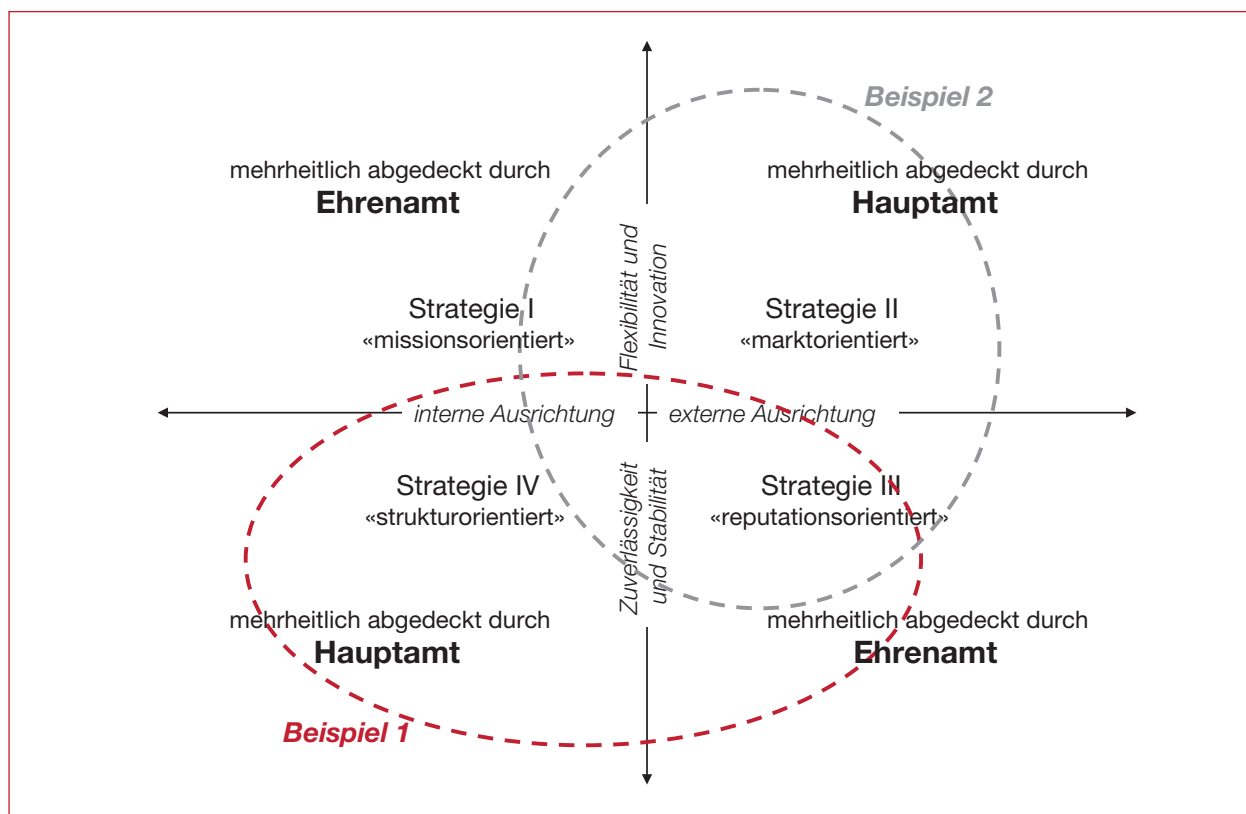 Beispiel 2
mehrheitlich abgedeckt durch
Ehrenamt
mehrheitlich abgedeckt durch
Hauptamt
Flexibilität und
Innovation
Strategie I
«missionsorientiert»
Strategie II
«marktorientiert»
interne Ausrichtung
externe Ausrichtung
Strategie IV
«strukturorientiert»
Zuverlässigkeit
und Stabilität
Strategie III
«reputationsorientiert»
mehrheitlich abgedeckt durch
Hauptamt
mehrheitlich abgedeckt durch
Ehrenamt
Beispiel 1